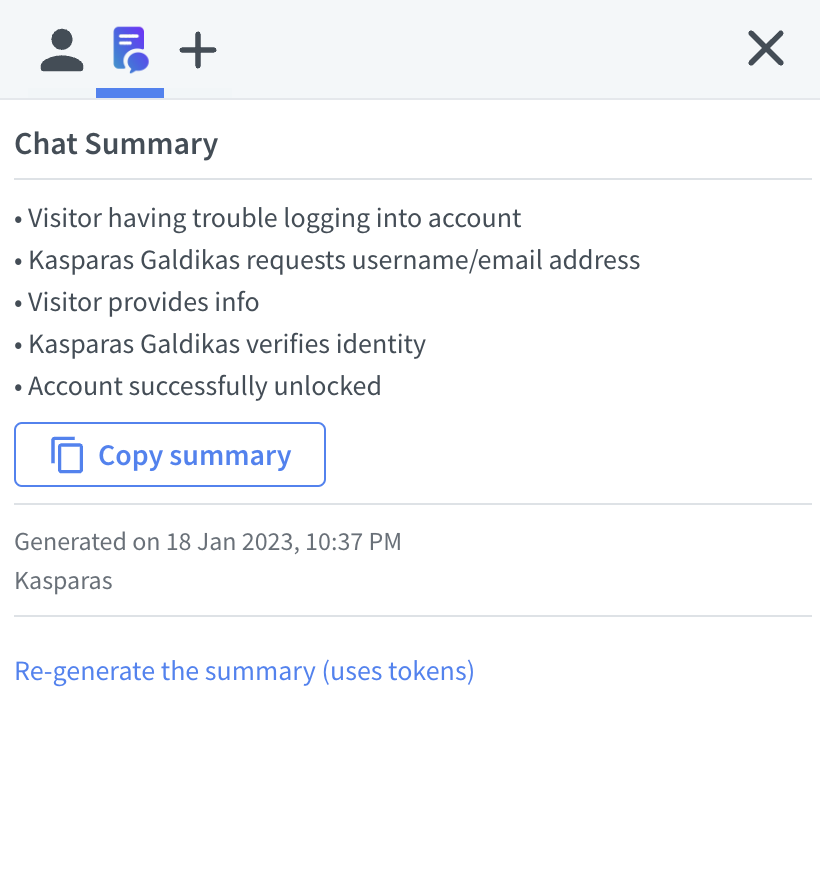 Chat Summary
• Visitor having trouble logging into account
• Kasparas Galdikas requests username/email address
• Visitor provides info
• Kasparas Galdikas verifies identity
• Account successfully unlocked
Copy summary
Generated on 18 Jan 2023, 10:37 PM
Kasparas
Re-generate the summary (uses tokens)